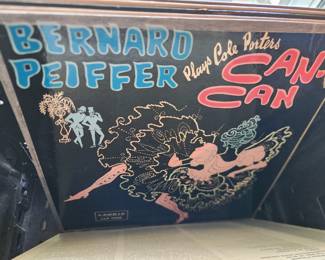 BERNARD
PEIFFER
Plays Cole Porter's
CAN-
CAN